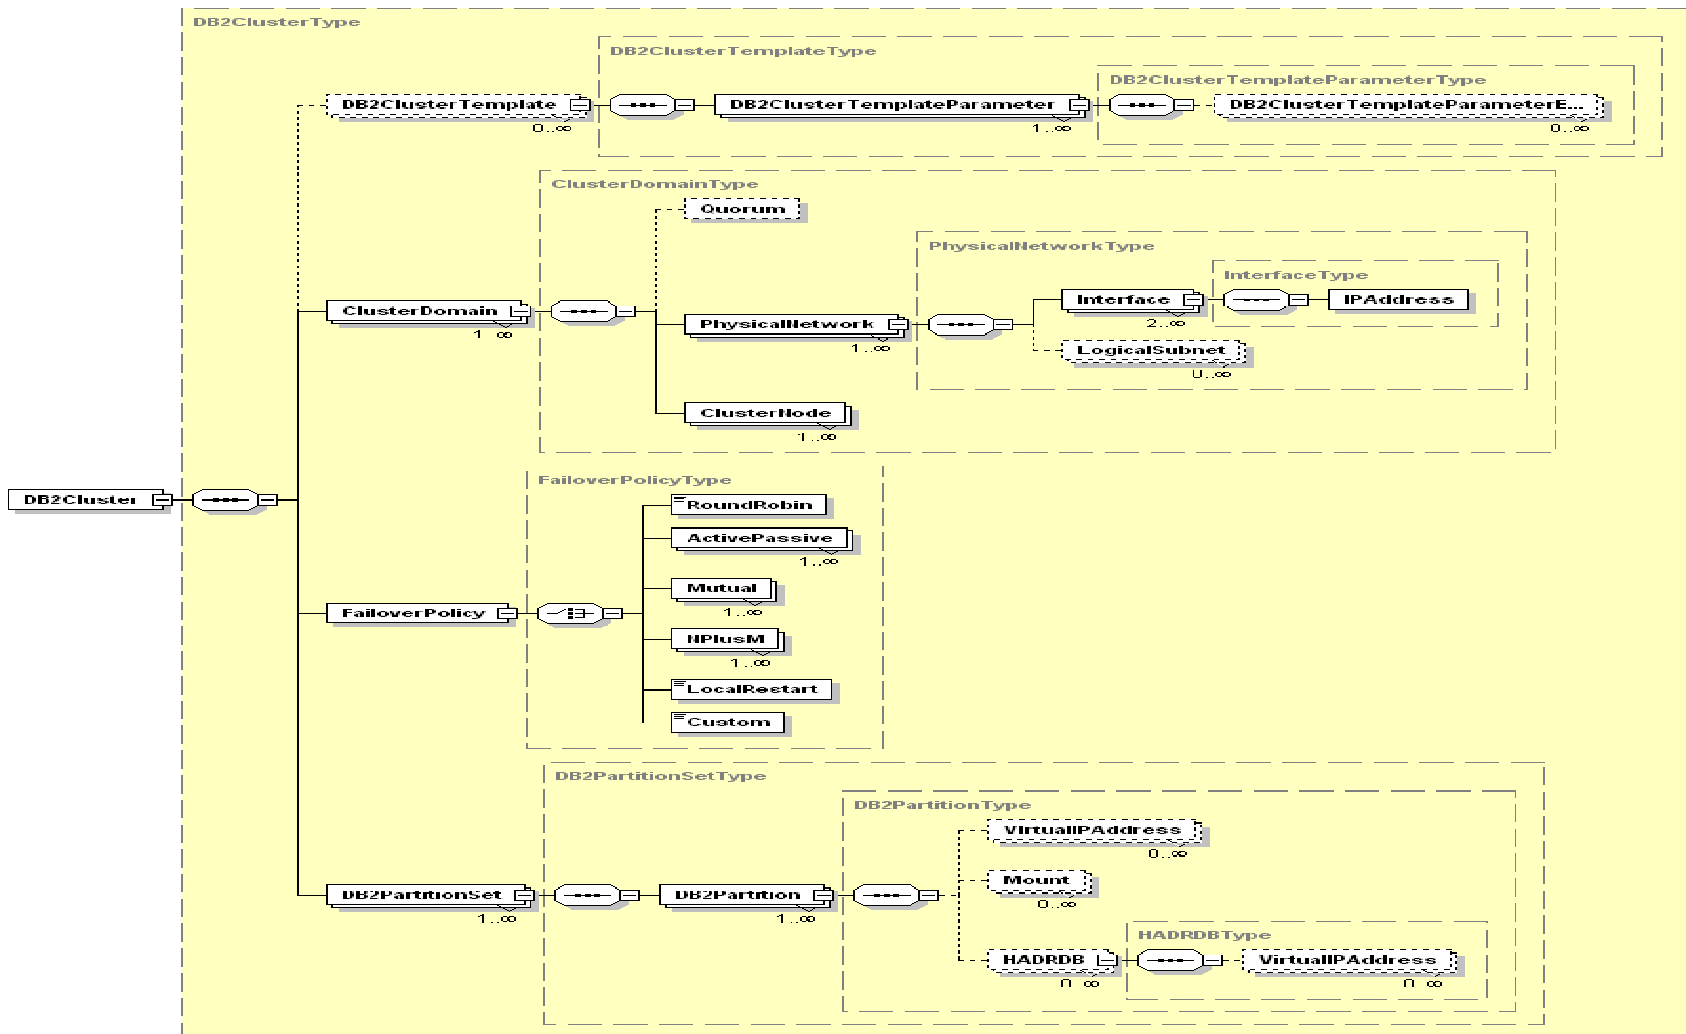 DB2ClusterType
DB2ClusterTemplateType
DB2ClusterTemplateParameterType
DB2ClusterTemplate
DB2ClusterTemplateParameter
DB2ClusterTemplateParameterE...
0..∞
1..∞
0..∞
ClusterDomainType
Quorum
PhysicalNetworkType
InterfaceType
Interface
IPAddress
ClusterDomain
PhysicalNetwork
2..∞
1..∞
1..∞
LogicalSubnet
0..∞
ClusterNode
1..∞
FailoverPolicyType
DB2Cluster
RoundRobin
ActivePassive
1..∞
Mutual
1..∞
FailoverPolicy
NPlusM
1..∞
LocalRestart
Custom
DB2PartitionSetType
DB2PartitionType
VirtualIPAddress
0..∞
Mount
0..∞
DB2PartitionSet
DB2Partition
1..∞
1..∞
HADRDBType
HADRDB
VirtualIPAddress
0..∞
0..∞